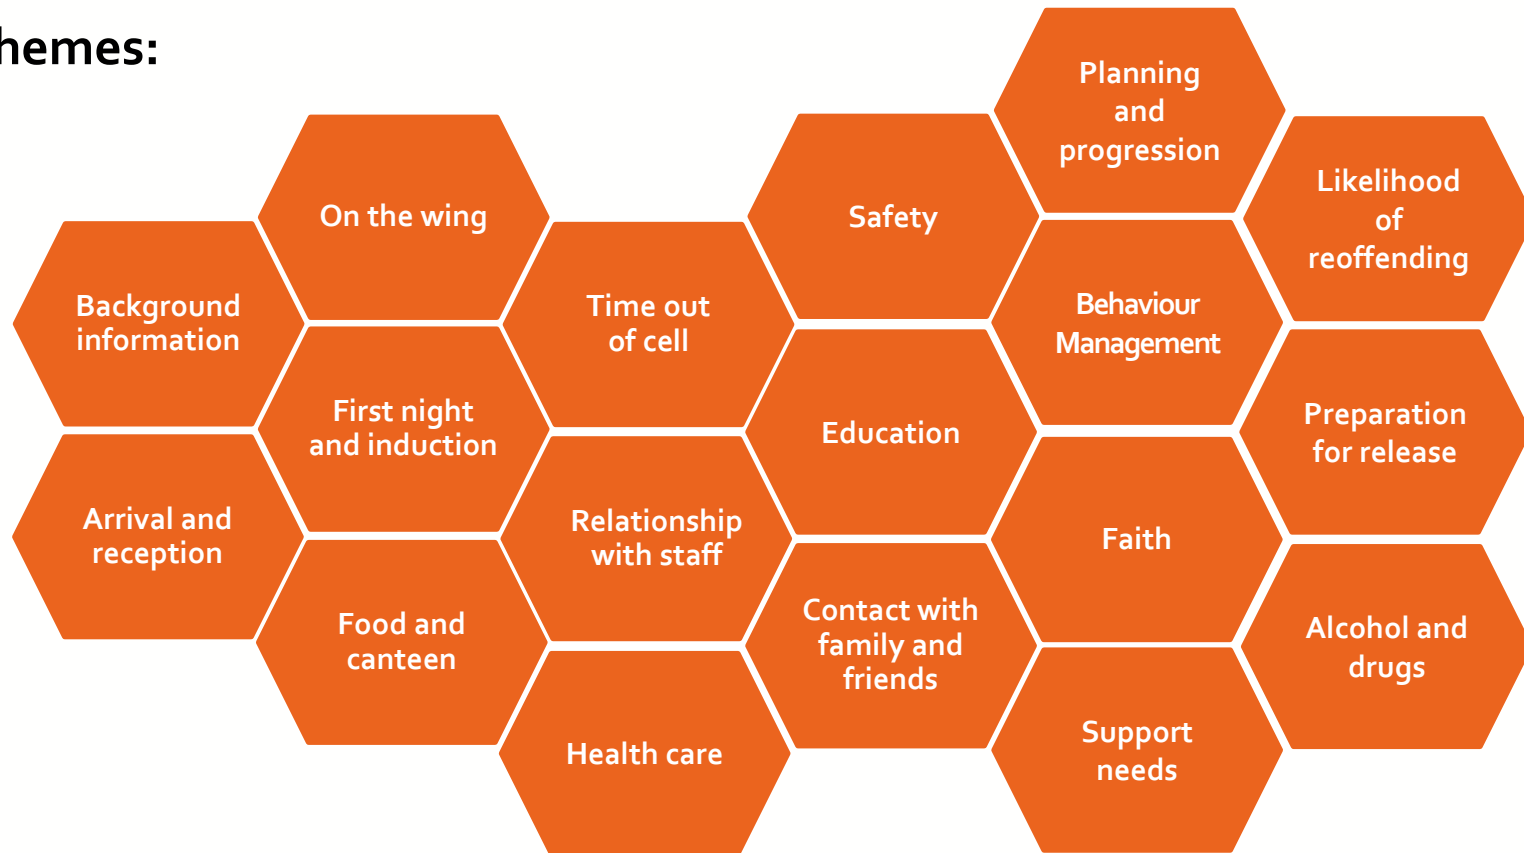 hemes:
Background
information
Arrival and
reception
On the wing
First night
and induction
Food and
canteen
Time out
of cell
Relationship
with staff
Health care
Safety
Education
Contact with
family and
friends
Planning
and
progression
Behaviour
Management
Faith
Support
needs
Likelihood
of
reoffending
Preparation
for release
Alcohol and
drugs